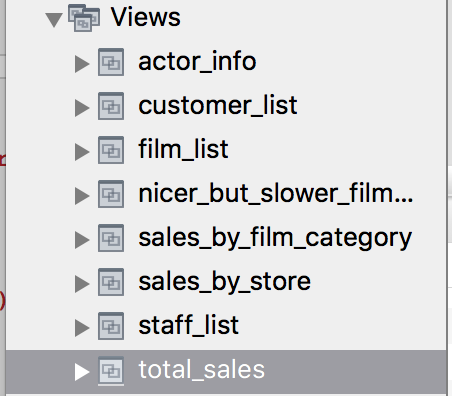 Views
actor_info
customer_list
film_list
nicer_but_slower_film...
sales_by_film_category
sales_by_store
staff_list
total_sales